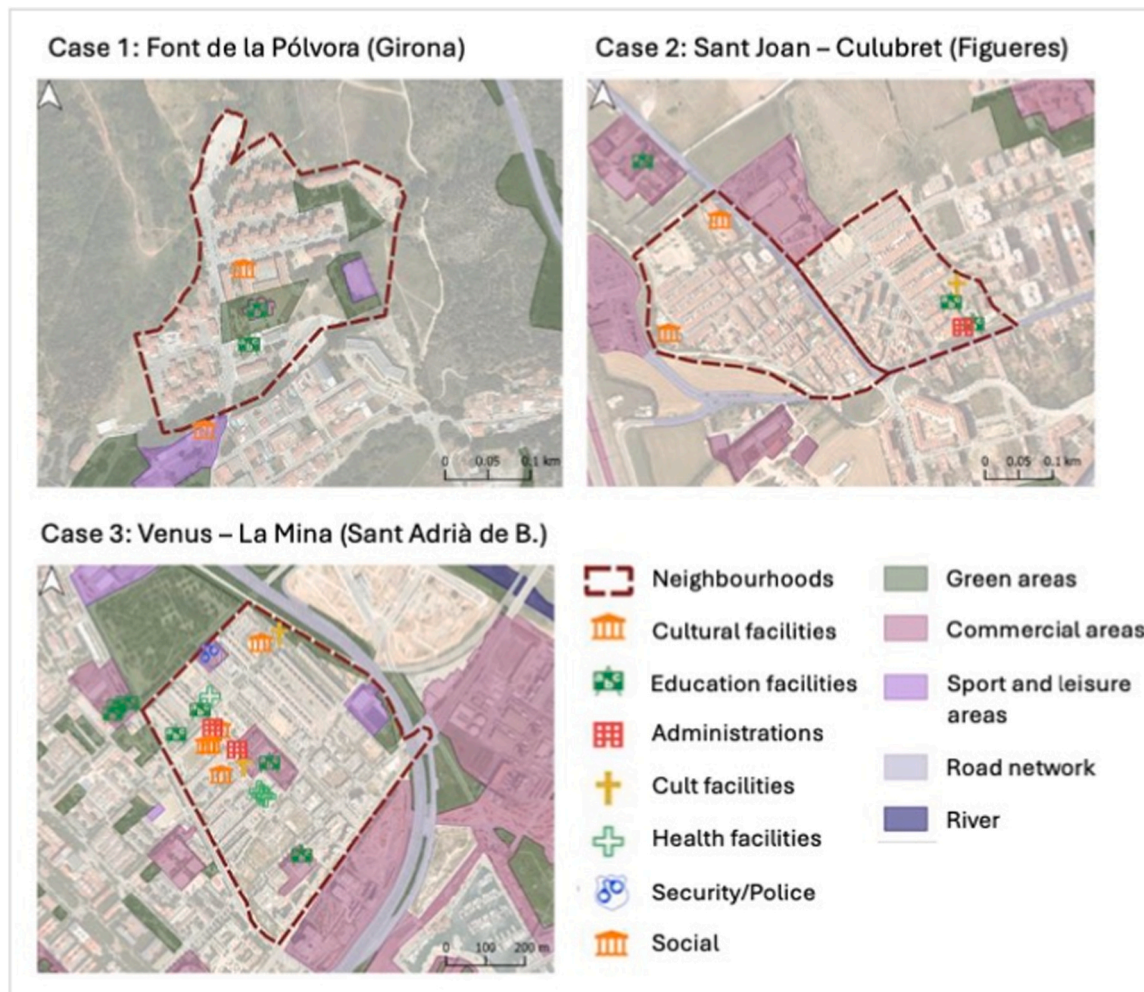 Case 1: Font de la Pólvora (Girona)
Case 2: Sant Joan – Culubret (Figueres)
0 0.05 0.1 km
0 0.05 0.1 km
Case 3: Venus – La Mina (Sant Adrià de B.)
0 100 200 m
Neighbourhoods
Cultural facilities
Education facilities
Administrations
Cult facilities
Health facilities
Security/Police
Social
Green areas
Commercial areas
Sport and leisure
areas
Road network
River